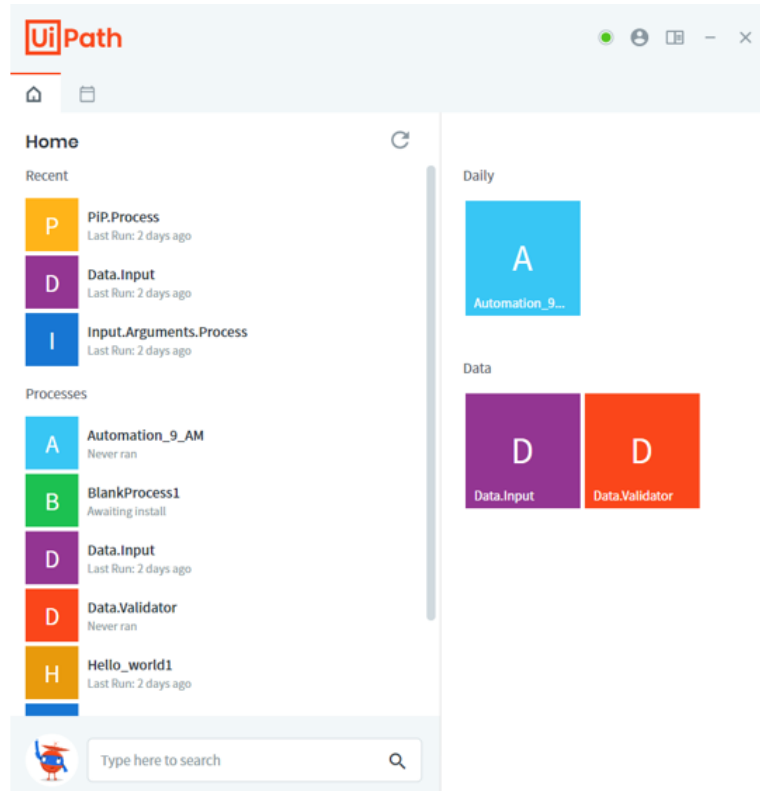 UiPath
Home
Recent
P
PiP.Process
Last Run: 2 days ago
D
Data.Input
Last Run: 2 days ago
I
Input.Arguments.Process
Last Run: 2 days ago
Processes
A
Automation_9_AM
Never ran
B
BlankProcess1
Awaiting install
D
Data.Input
Last Run: 2 days ago
D
Data.Validator
Never ran
H
Hello_world1
Last Run: 2 days ago
Type here to search
Daily
A
Automation_9...
Data
D
Data.Input
D
Data.Validator